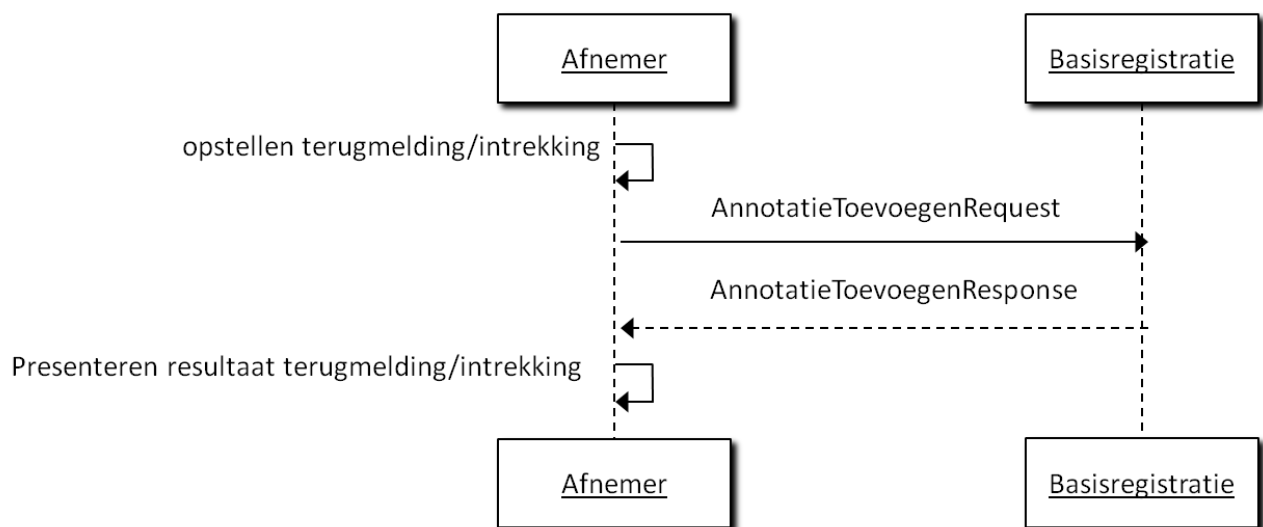 Afnemer
Basisregistratie
opstellen terugmelding/intrekking
AnnotatieToevoegenRequest
AnnotatieToevoegenResponse
Presenteren resultaat terugmelding/intrekking
Afnemer
Basisregistratie